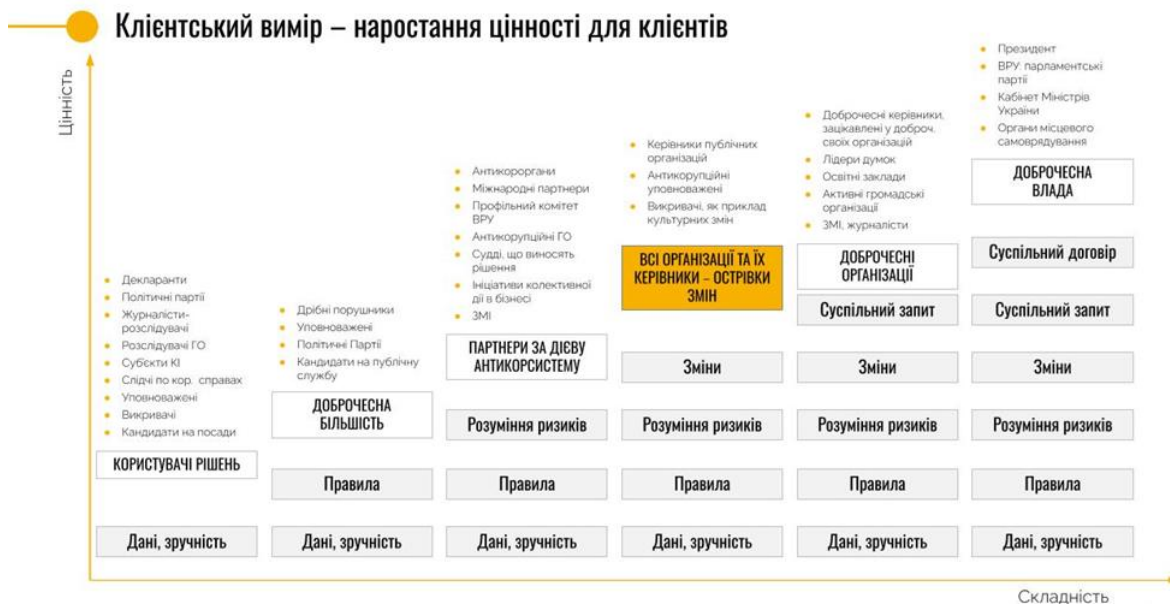 Клієнтський вимір – наростання цінності для клієнтів
Цінність
Декларанти
Політичні партії
Журналісти-
розслідувачі
Розслідувачі ГО
Суб'єкти КІ
Слідчі по кор. справах
Уповноважені
Викривачі
Кандидати на посади
КОРИСТУВАЧІ РІШЕНЬ
Дані, зручність
Дрібні порушники
Уповноважені
Політичні Партії
Кандидати на публічну
службу
ДОБРОЧЕСНА
БІЛЬШІСТЬ
Правила
Дані, зручність
Антикороргани
Міжнародні партнери
Профільний комітет
ВРУ
Антикорупційні ГО
Судді, що виносять
рішення
Ініціативи колективної
дії в бізнесі
ЗМІ
ПАРТНЕРИ ЗА ДІЄВУ
АНТИКОРСИСТЕМУ
Розуміння ризиків
Правила
Дані, зручність
Керівники публічних
організацій
Антикорупційні
уповноважені
Викривачі, як приклад
культурних змін
ВСІ ОРГАНІЗАЦІЇ ТА ЇХ
КЕРІВНИКИ – ОСТРІВКИ
ЗМІН
Зміни
Розуміння ризиків
Правила
Дані, зручність
Доброчесні керівники,
зацікавлені у доброч.
своїх організацій
Лідери думок
Освітні заклади
Активні громадські
організації
ЗМІ, журналісти
ДОБРОЧЕСНІ
ОРГАНІЗАЦІЇ
Суспільний запит
Зміни
Розуміння ризиків
Правила
Дані, зручність
Президент
ВРУ: парламентські
партії
Кабінет Міністрів
України
Органи місцевого
самоврядування
ДОБРОЧЕСНА
ВЛАДА
Суспільний договір
Суспільний запит
Зміни
Розуміння ризиків
Правила
Дані, зручність
Складність